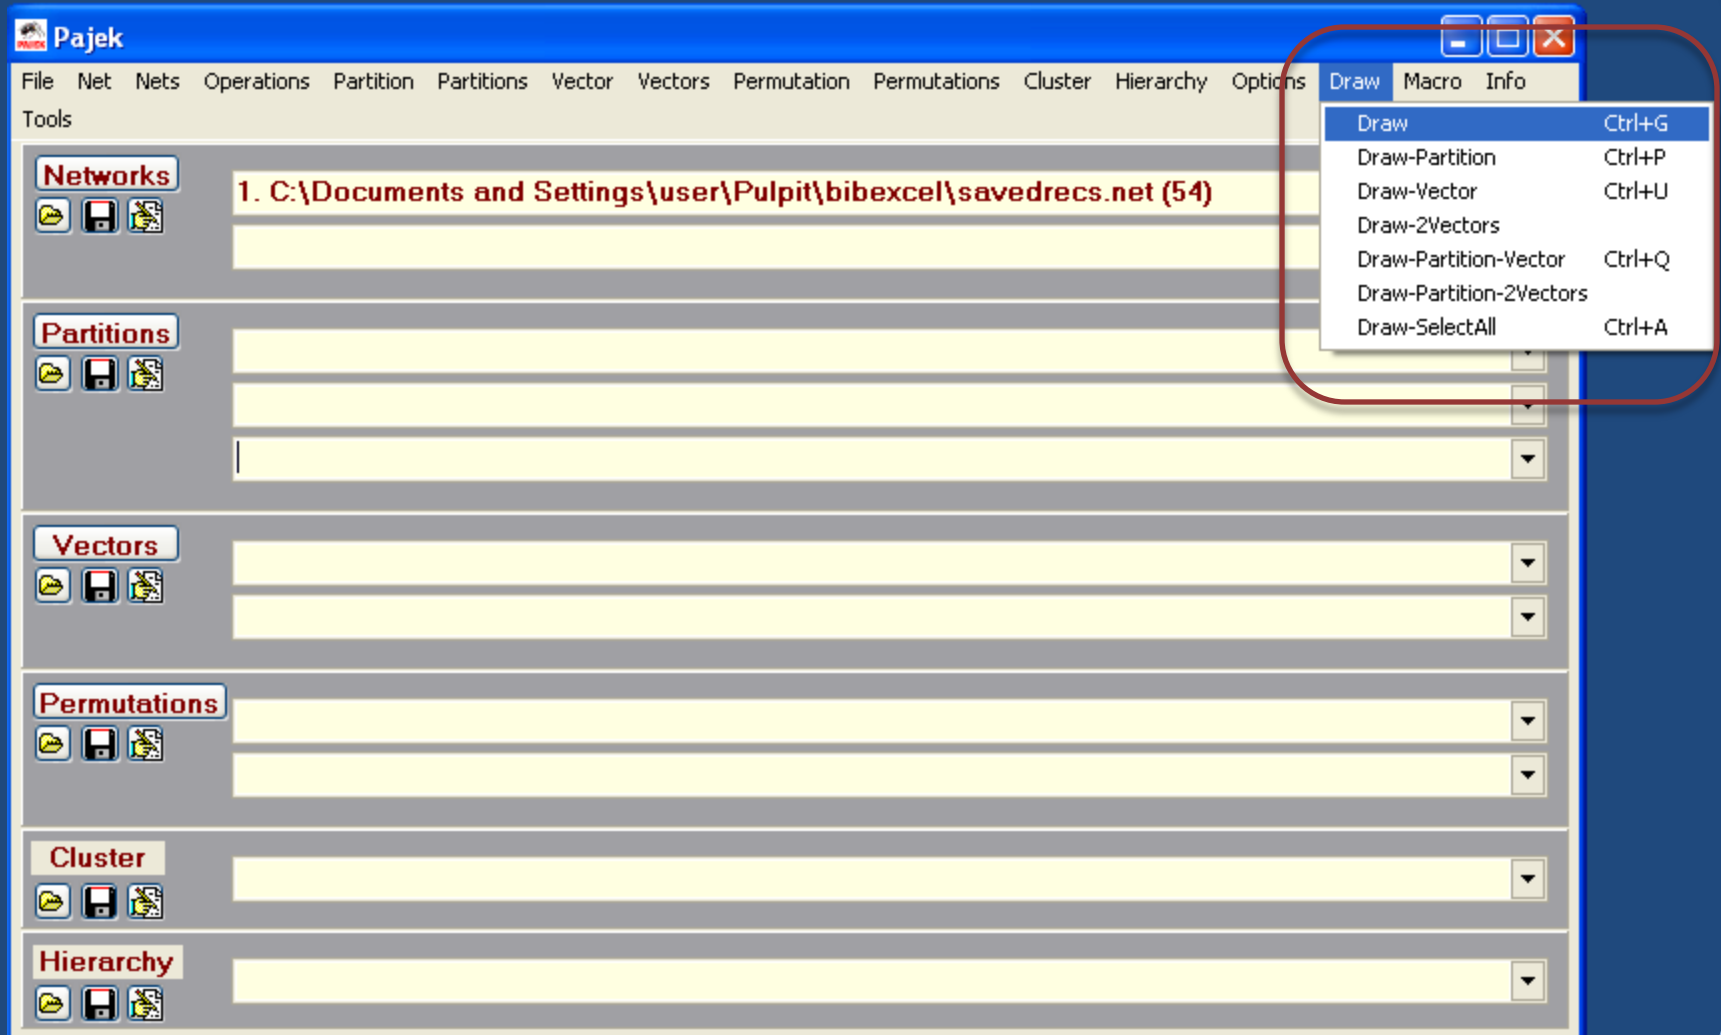 Pajek
File Net Nets Operations Partition Partitions Vector Vectors Permutation Permutations Cluster Hierarchy Options Draw Macro Info
Tools
Draw Ctrl+G
Draw-Partition Ctrl+P
Draw-Vector Ctrl+U
Draw-2Vectors
Draw-Partition-Vector Ctrl+Q
Draw-Partition-2Vectors
Draw-SelectAll Ctrl+A
Networks
1. C:\Documents and Settings\user\Pulpit\bibexcel\savedrecs.net (54)
Partitions
Vectors
Permutations
Cluster
Hierarchy